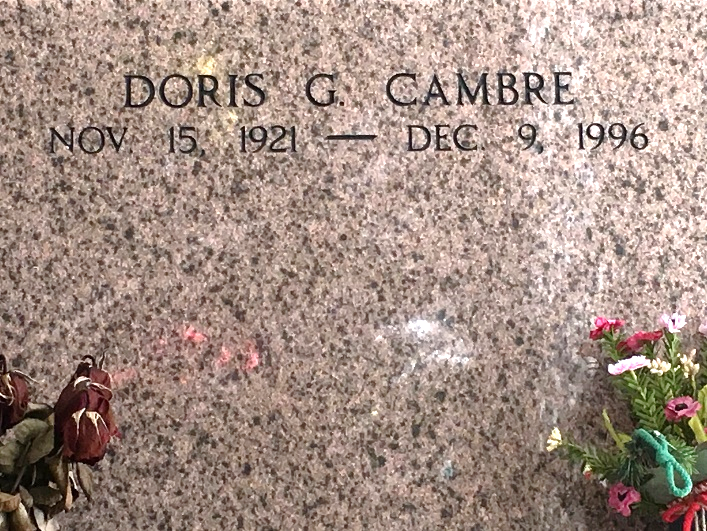 DORIS G. CAMBRE
NOV 15, 1921 — DEC 9, 1996